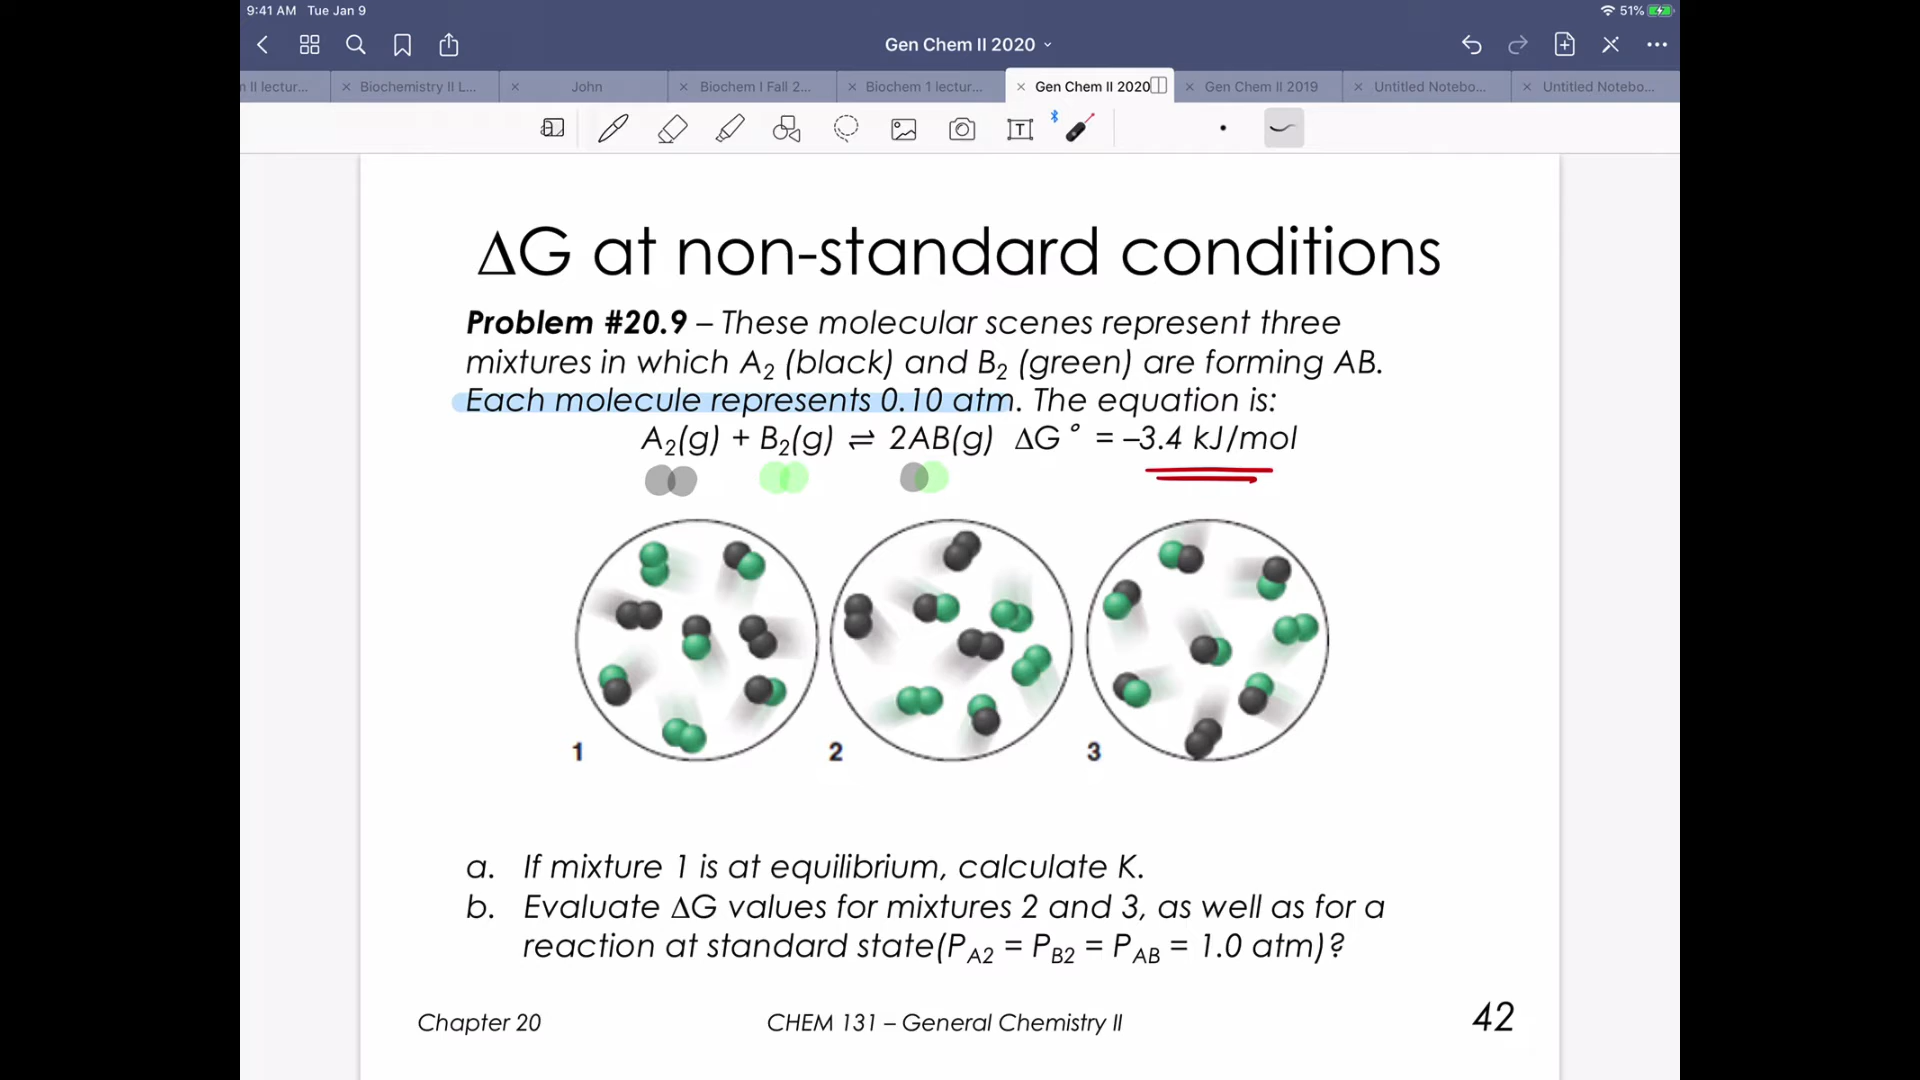 9:41 AM Tue Jan 9
51%
Gen Chem II 2020
n II lectur...
Biochemistry II L...
John
Biochem I Fall 2...
Biochem 1 lectur...
Gen Chem II 2020
Gen Chem II 2019
Untitled Notebo...
Untitled Notebo...
T
ΔG at non-standard conditions
Problem #20.9 – These molecular scenes represent three
mixtures in which A₂ (black) and B₂ (green) are forming AB.
Each molecule represents 0.10 atm. The equation is:
A₂(g) + B₂(g) ⇌ 2AB(g) ΔG° = –3.4 kJ/mol
1
2
3
a. If mixture 1 is at equilibrium, calculate K.
b. Evaluate ΔG values for mixtures 2 and 3, as well as for a
reaction at standard state(P_A2 = P_B2 = P_AB = 1.0 atm)?
Chapter 20
CHEM 131 – General Chemistry II
42